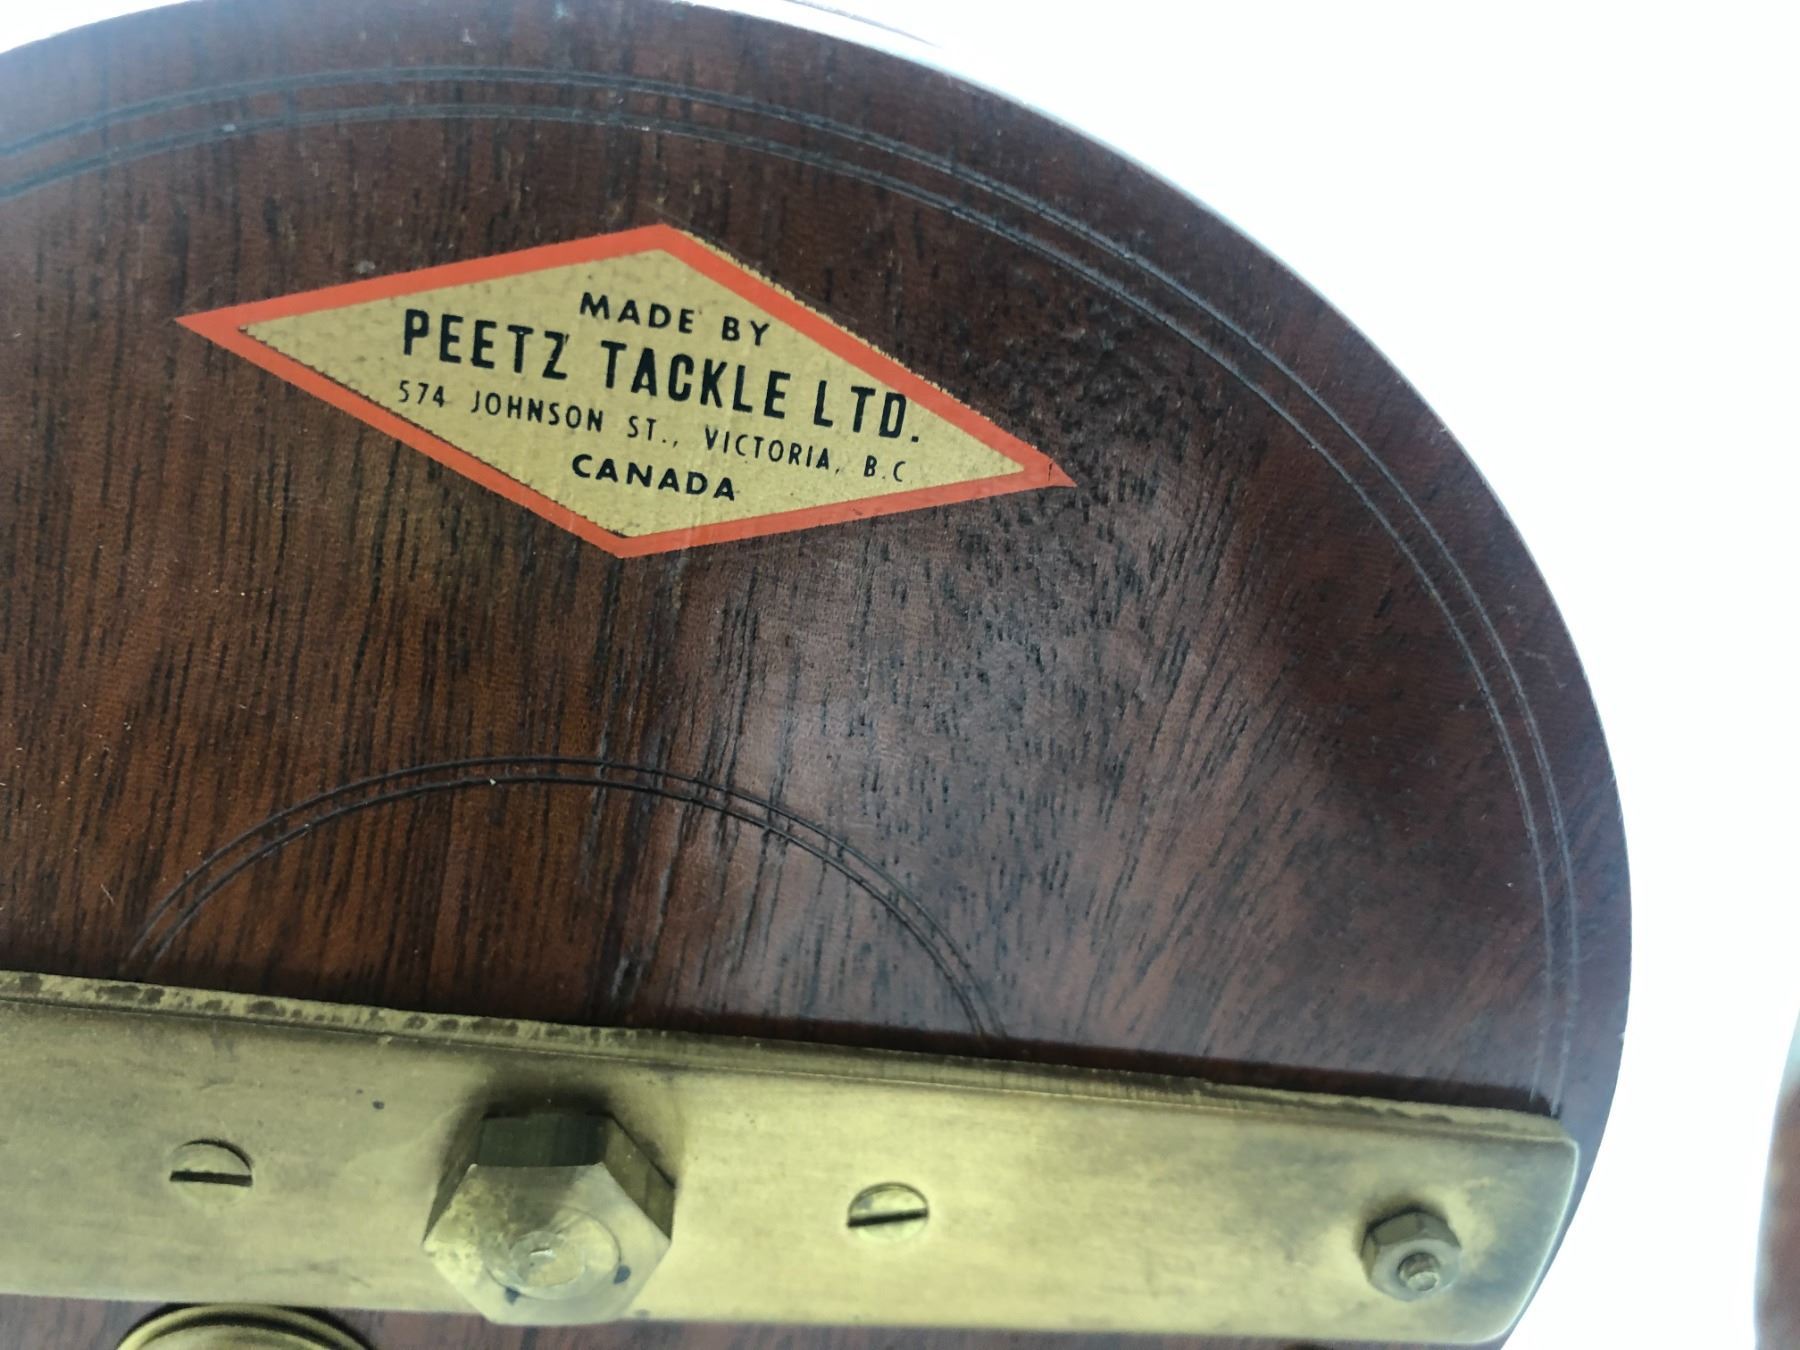 MADE BY
PEETZ TACKLE LTD.
574 JOHNSON ST., VICTORIA, B.C
CANADA